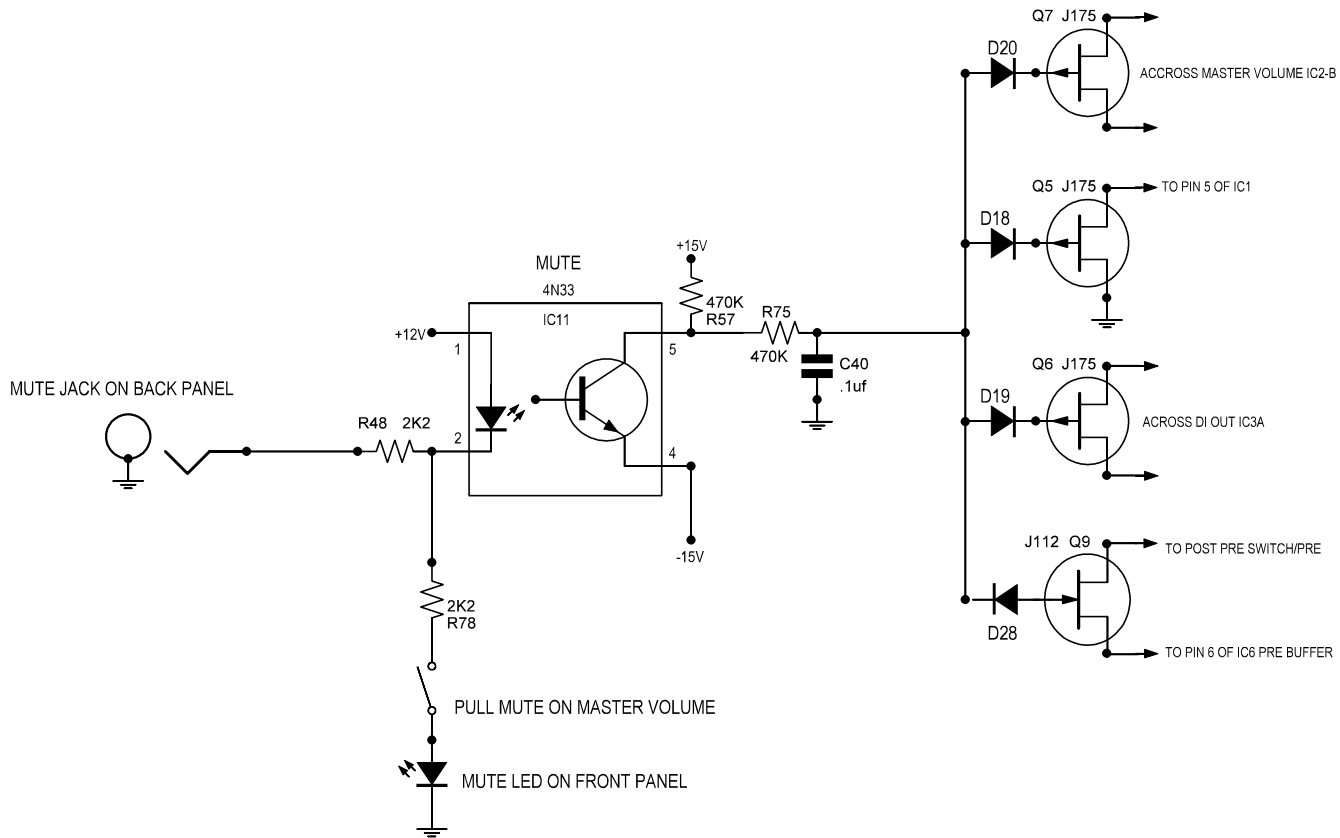 Q7 J175
D20
ACCROSS MASTER VOLUME IC2-B
Q5 J175
TO PIN 5 OF IC1
D18
+15V
MUTE
4N33
IC11
470K
R57
R75
470K
+12V
1
5
C40
.1uf
Q6 J175
D19
ACROSS DI OUT IC3A
MUTE JACK ON BACK PANEL
R48 2K2
2
4
-15V
J112 Q9
TO POST PRE SWITCH/PRE
D28
TO PIN 6 OF IC6 PRE BUFFER
2K2
R78
PULL MUTE ON MASTER VOLUME
MUTE LED ON FRONT PANEL